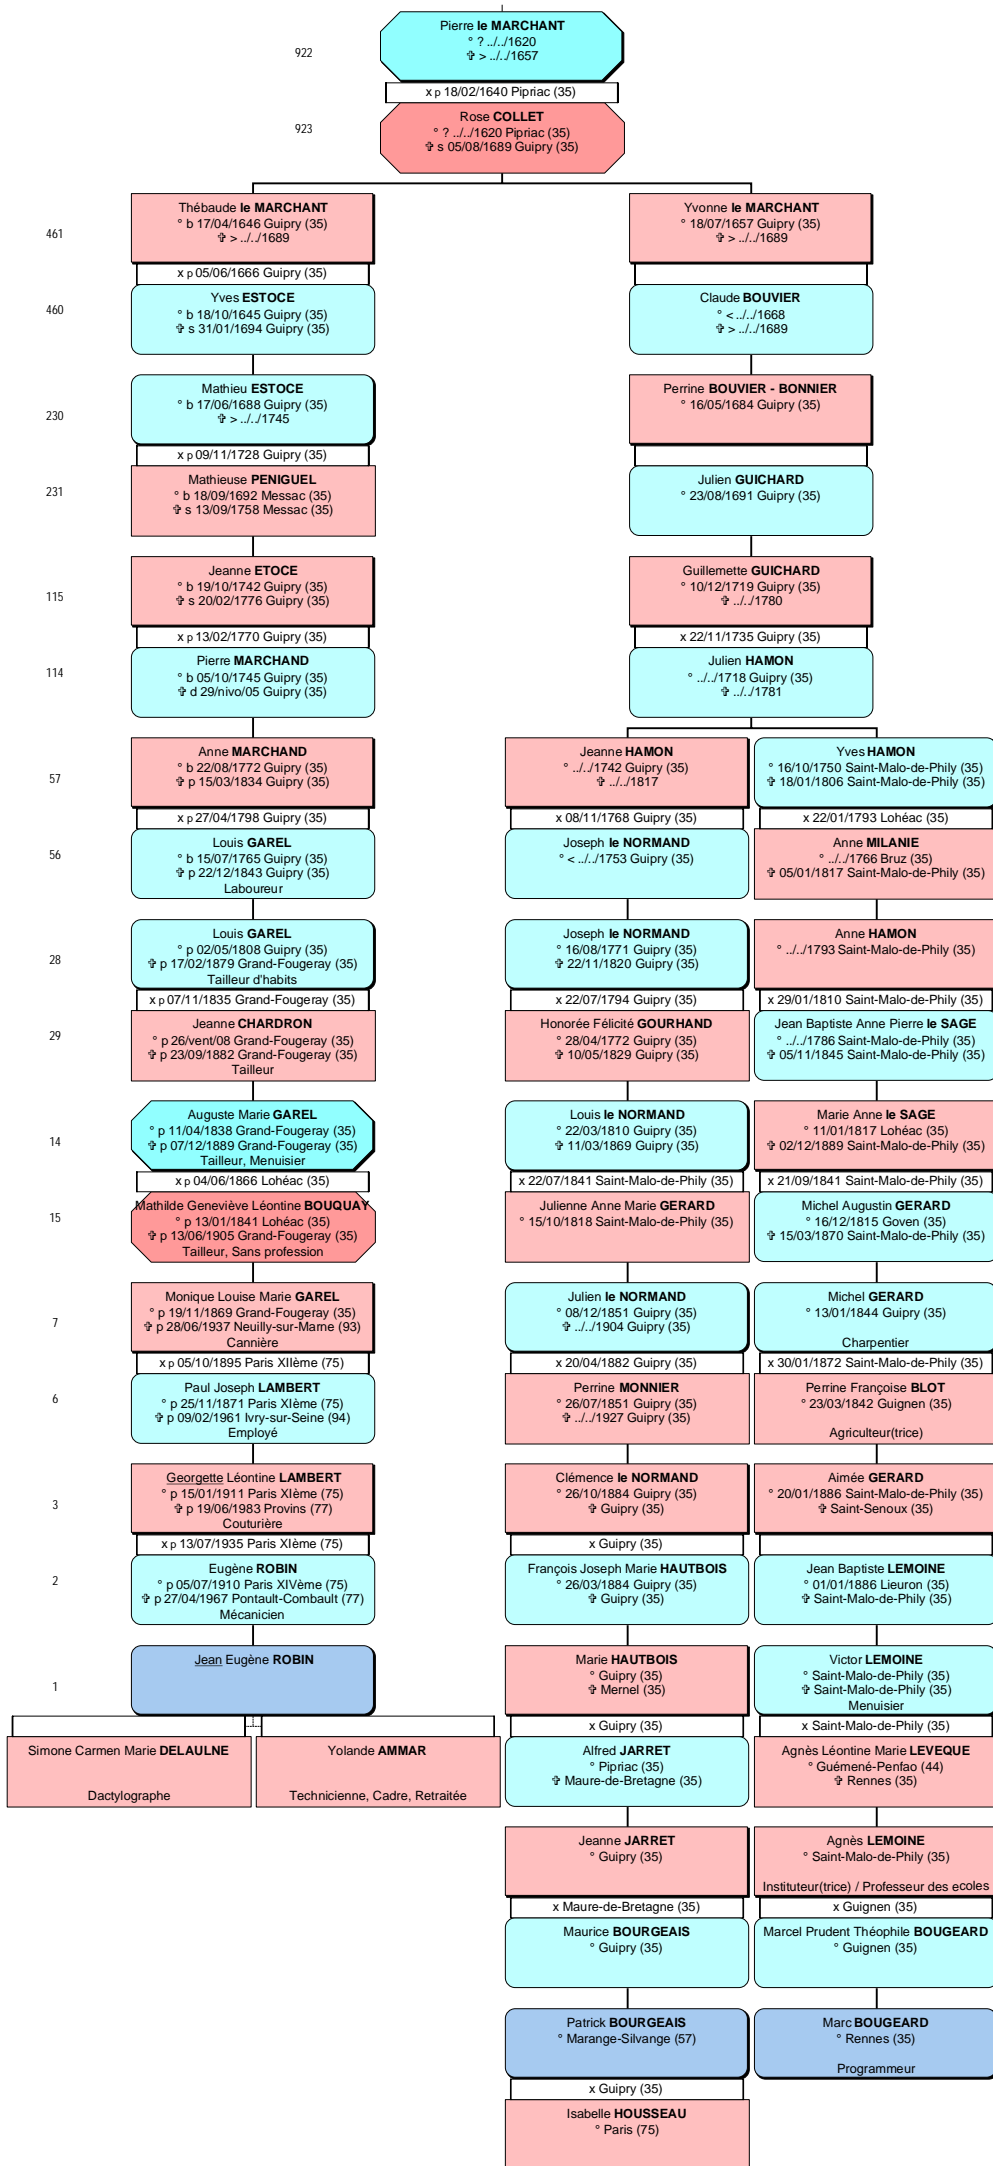 922
Pierre le MARCHANT
° ? ../../1620
✞ > ../../1657
x p 18/02/1640 Pipriac (35)
923
Rose COLLET
° ? ../../1620 Pipriac (35)
✞ s 05/08/1689 Guipry (35)
461
Thébaude le MARCHANT
° b 17/04/1646 Guipry (35)
✞ > ../../1689
x p 05/06/1666 Guipry (35)
460
Yves ESTOCE
° b 18/10/1645 Guipry (35)
✞ s 31/01/1694 Guipry (35)
230
Mathieu ESTOCE
° b 17/06/1688 Guipry (35)
✞ > ../../1745
x p 09/11/1728 Guipry (35)
231
Mathieuse PENIGUEL
° b 18/09/1692 Messac (35)
✞ s 13/09/1758 Messac (35)
115
Jeanne ETOCE
° b 19/10/1742 Guipry (35)
✞ s 20/02/1776 Guipry (35)
x p 13/02/1770 Guipry (35)
114
Pierre MARCHAND
° b 05/10/1745 Guipry (35)
✞ d 29/nivo/05 Guipry (35)
57
Anne MARCHAND
° b 22/08/1772 Guipry (35)
✞ p 15/03/1834 Guipry (35)
x p 27/04/1798 Guipry (35)
56
Louis GAREL
° b 15/07/1765 Guipry (35)
✞ p 22/12/1843 Guipry (35)
Laboureur
28
Louis GAREL
° p 02/05/1808 Guipry (35)
✞ p 17/02/1879 Grand-Fougeray (35)
Tailleur d'habits
x p 07/11/1835 Grand-Fougeray (35)
29
Jeanne CHARDRON
° p 26/vent/08 Grand-Fougeray (35)
✞ p 23/09/1882 Grand-Fougeray (35)
Tailleur
14
Auguste Marie GAREL
° p 11/04/1838 Grand-Fougeray (35)
✞ p 07/12/1889 Grand-Fougeray (35)
Tailleur, Menuisier
x p 04/06/1866 Lohéac (35)
15
Mathilde Geneviève Léontine BOUQUAY
° p 13/01/1841 Lohéac (35)
✞ p 13/06/1905 Grand-Fougeray (35)
Tailleur, Sans profession
7
Monique Louise Marie GAREL
° p 19/11/1869 Grand-Fougeray (35)
✞ p 28/06/1937 Neuilly-sur-Marne (93)
Cannière
x p 05/10/1895 Paris XIIème (75)
6
Paul Joseph LAMBERT
° p 25/11/1871 Paris XIème (75)
✞ p 09/02/1961 Ivry-sur-Seine (94)
Employé
3
Georgette Léontine LAMBERT
° p 15/01/1911 Paris XIème (75)
✞ p 19/06/1983 Provins (77)
Couturière
x p 13/07/1935 Paris XIème (75)
2
Eugène ROBIN
° p 05/07/1910 Paris XIVème (75)
✞ p 27/04/1967 Pontault-Combault (77)
Mécanicien
1
Jean Eugène ROBIN
Simone Carmen Marie DELAULNE
Dactylographe
Yolande AMMAR
Technicienne, Cadre, Retraitée
Yvonne le MARCHANT
° 18/07/1657 Guipry (35)
✞ > ../../1689
Claude BOUVIER
° < ../../1668
✞ > ../../1689
Perrine BOUVIER - BONNIER
° 16/05/1684 Guipry (35)
Julien GUICHARD
° 23/08/1691 Guipry (35)
Guillemette GUICHARD
° 10/12/1719 Guipry (35)
✞ ../../1780
x 22/11/1735 Guipry (35)
Julien HAMON
° ../../1718 Guipry (35)
✞ ../../1781
Jeanne HAMON
° ../../1742 Guipry (35)
✞ ../../1817
x 08/11/1768 Guipry (35)
Joseph le NORMAND
° < ../../1753 Guipry (35)
Joseph le NORMAND
° 16/08/1771 Guipry (35)
✞ 22/11/1820 Guipry (35)
x 22/07/1794 Guipry (35)
Honorée Félicité GOURHAND
° 28/04/1772 Guipry (35)
✞ 10/05/1829 Guipry (35)
Louis le NORMAND
° 22/03/1810 Guipry (35)
✞ 11/03/1869 Guipry (35)
x 22/07/1841 Saint-Malo-de-Phily (35)
Julienne Anne Marie GERARD
° 15/10/1818 Saint-Malo-de-Phily (35)
Julien le NORMAND
° 08/12/1851 Guipry (35)
✞ ../../1904 Guipry (35)
x 20/04/1882 Guipry (35)
Perrine MONNIER
° 26/07/1851 Guipry (35)
✞ ../../1927 Guipry (35)
Clémence le NORMAND
° 26/10/1884 Guipry (35)
✞ Guipry (35)
x Guipry (35)
François Joseph Marie HAUTBOIS
° 26/03/1884 Guipry (35)
✞ Guipry (35)
Marie HAUTBOIS
° Guipry (35)
✞ Mernel (35)
x Guipry (35)
Alfred JARRET
° Pipriac (35)
✞ Maure-de-Bretagne (35)
Jeanne JARRET
° Guipry (35)
x Maure-de-Bretagne (35)
Maurice BOURGEAIS
° Guipry (35)
Patrick BOURGEAIS
° Marange-Silvange (57)
x Guipry (35)
Isabelle HOUSSEAU
° Paris (75)
Yves HAMON
° 16/10/1750 Saint-Malo-de-Phily (35)
✞ 18/01/1806 Saint-Malo-de-Phily (35)
x 22/01/1793 Lohéac (35)
Anne MILANIE
° ../../1766 Bruz (35)
✞ 05/01/1817 Saint-Malo-de-Phily (35)
Anne HAMON
° ../../1793 Saint-Malo-de-Phily (35)
x 29/01/1810 Saint-Malo-de-Phily (35)
Jean Baptiste Anne Pierre le SAGE
° ../../1786 Saint-Malo-de-Phily (35)
✞ 05/11/1845 Saint-Malo-de-Phily (35)
Marie Anne le SAGE
° 11/01/1817 Lohéac (35)
✞ 02/12/1889 Saint-Malo-de-Phily (35)
x 21/09/1841 Saint-Malo-de-Phily (35)
Michel Augustin GERARD
° 16/12/1815 Goven (35)
✞ 15/03/1870 Saint-Malo-de-Phily (35)
Michel GERARD
° 13/01/1844 Guipry (35)
Charpentier
x 30/01/1872 Saint-Malo-de-Phily (35)
Perrine Françoise BLOT
° 23/03/1842 Guignen (35)
Agriculteur(trice)
Aimée GERARD
° 20/01/1886 Saint-Malo-de-Phily (35)
✞ Saint-Senoux (35)
Jean Baptiste LEMOINE
° 01/01/1886 Lieuron (35)
✞ Saint-Malo-de-Phily (35)
Victor LEMOINE
° Saint-Malo-de-Phily (35)
✞ Saint-Malo-de-Phily (35)
Menuisier
x Saint-Malo-de-Phily (35)
Agnès Léontine Marie LEVEQUE
° Guémené-Penfao (44)
✞ Rennes (35)
Agnès LEMOINE
° Saint-Malo-de-Phily (35)
Instituteur(trice) / Professeur des ecoles
x Guignen (35)
Marcel Prudent Théophile BOUGEARD
° Guignen (35)
Marc BOUGEARD
° Rennes (35)
Programmeur